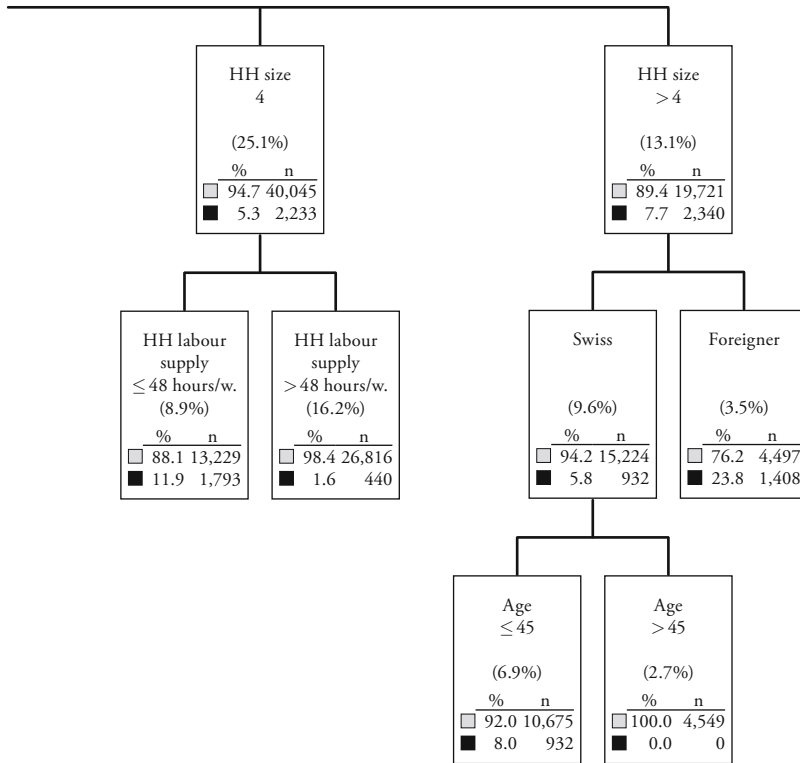 HH size
4
(25.1%)
% n
94.7 40,045
5.3 2,233
HH size
> 4
(13.1%)
% n
89.4 19,721
7.7 2,340
HH labour
supply
≤ 48 hours/w.
(8.9%)
% n
88.1 13,229
11.9 1,793
HH labour
supply
> 48 hours/w.
(16.2%)
% n
98.4 26,816
1.6 440
Swiss
(9.6%)
% n
94.2 15,224
5.8 932
Foreigner
(3.5%)
% n
76.2 4,497
23.8 1,408
Age
≤ 45
(6.9%)
% n
92.0 10,675
8.0 932
Age
> 45
(2.7%)
% n
100.0 4,549
0.0 0